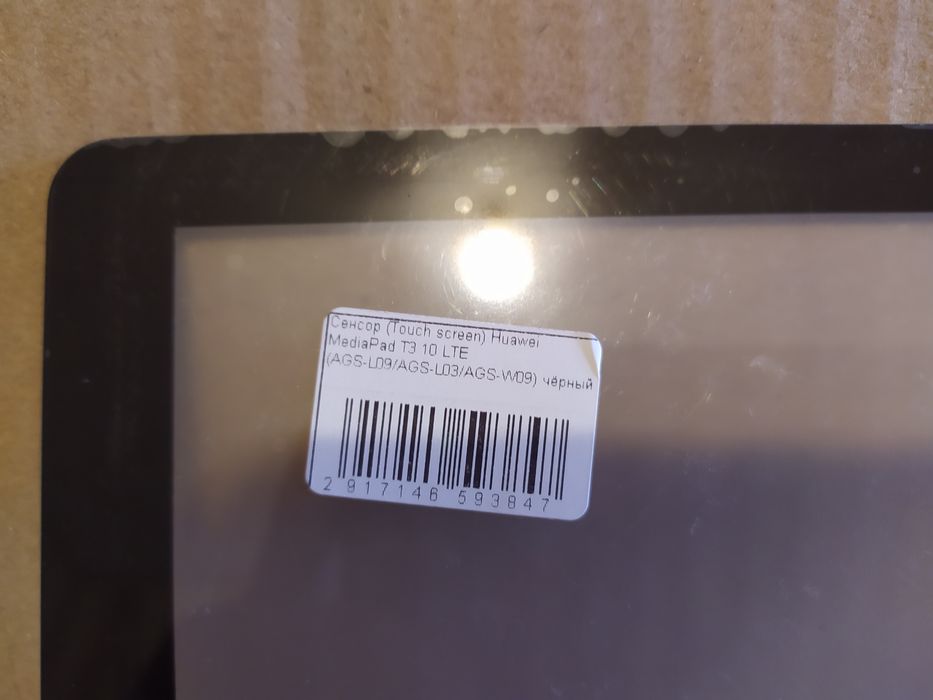 Сенсор (Touch screen) Huawei
MediaPad T3 10 LTE
(AGS-L09/AGS-L03/AGS-W09) чёрный
2 917146 593847